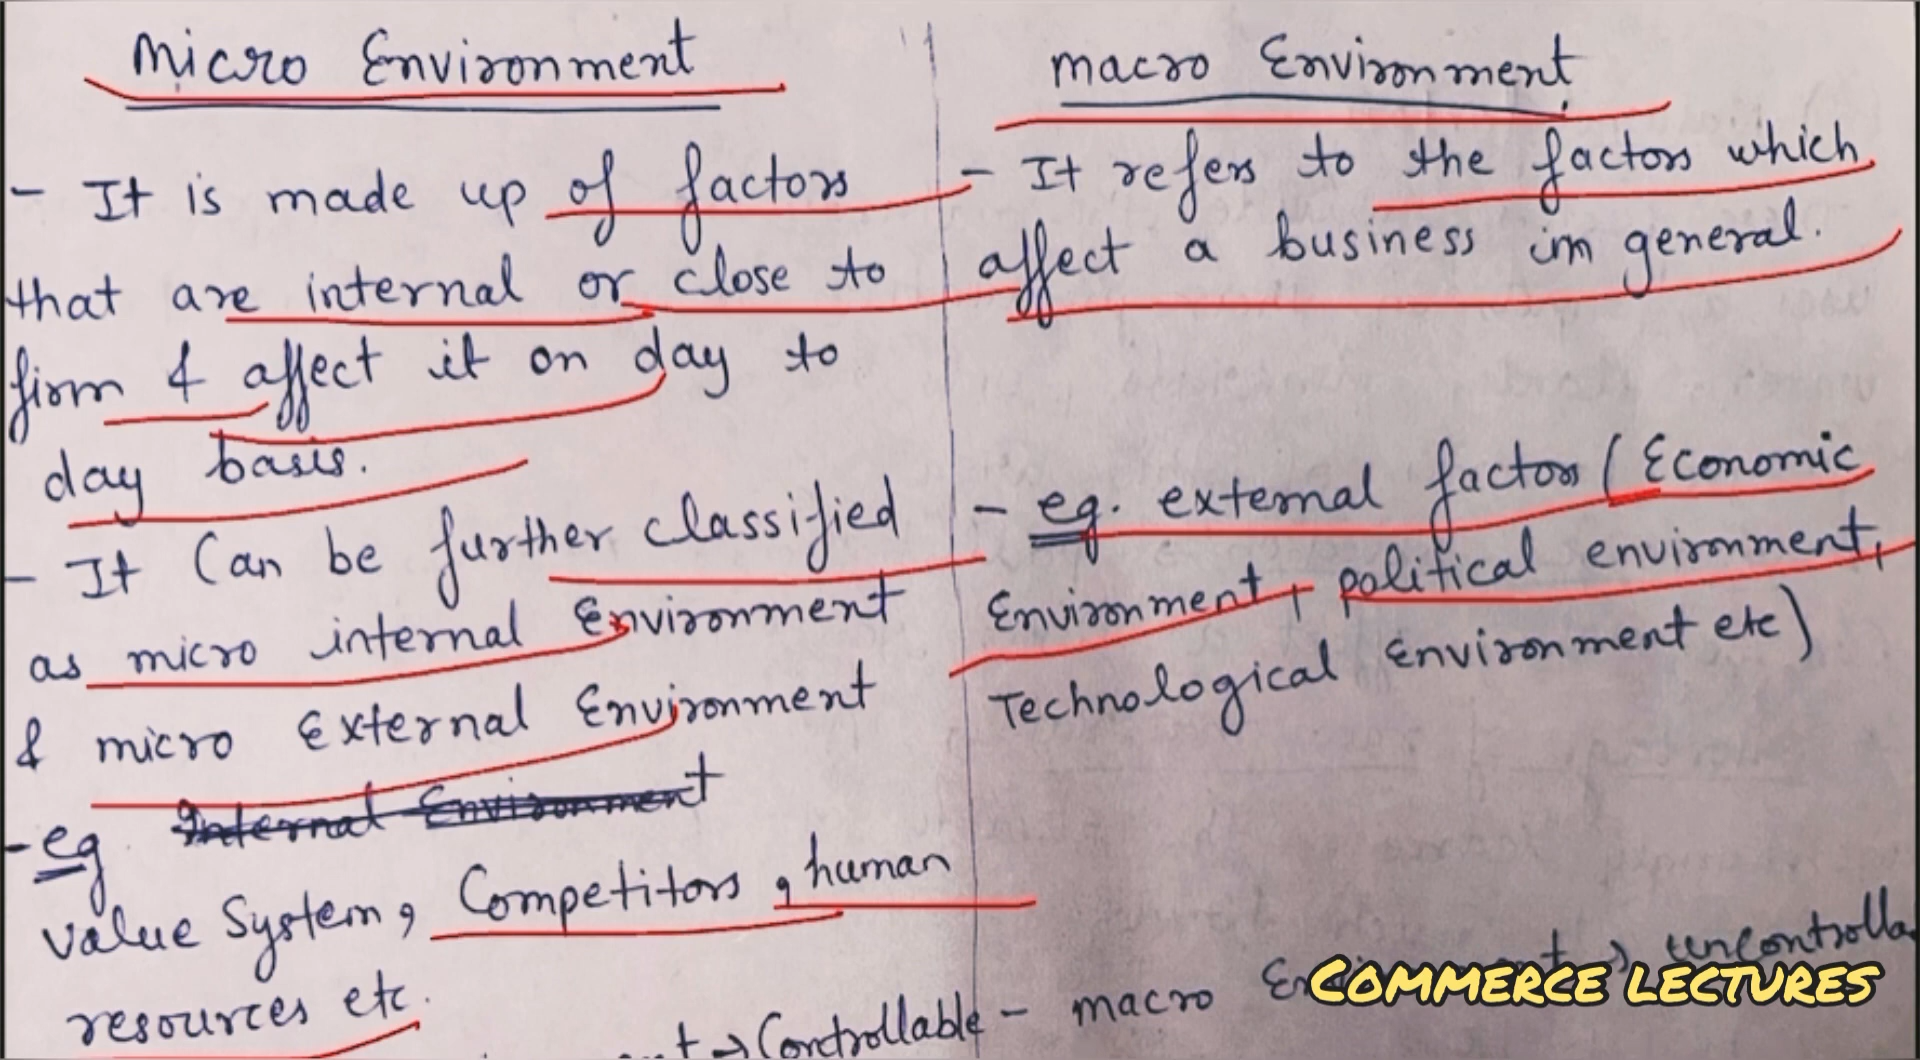 Micro Environment
- It is made up of factors
that are internal or close to
firm & affect it on day to
day basis.
- It Can be further classified
as micro internal Environment
& micro External Environment
- eg Internal Environment
value System, Competitors, human
resources etc.
→ Controllable
macro Environment
- It refers to the factors which
affect a business in general.
- eg. external factors (Economic
Environment, political environment,
Technological Environment etc)
- macro →
COMMERCE LECTURES